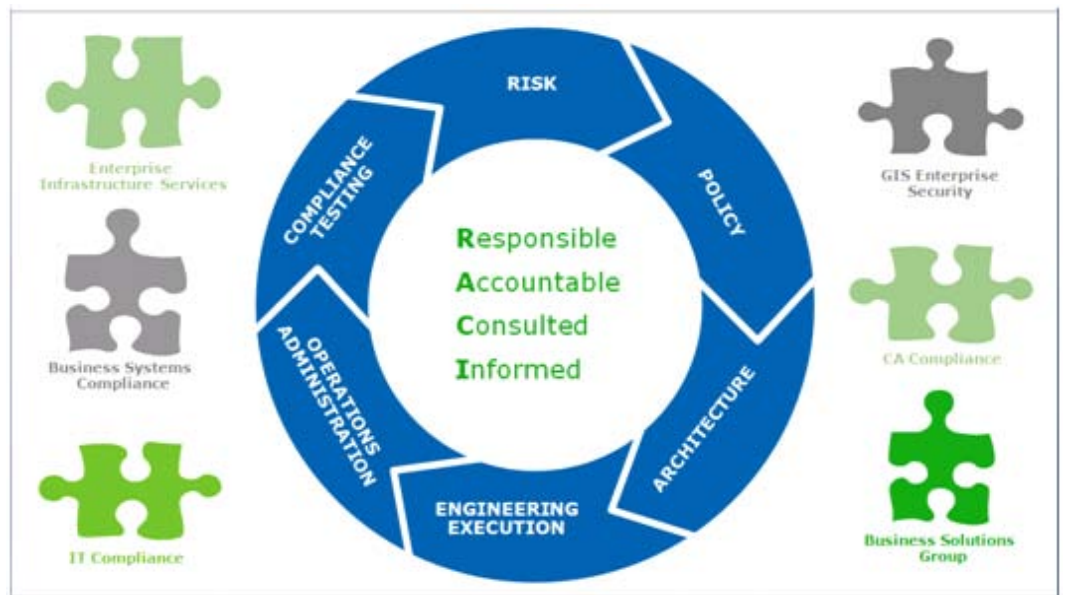 Enterprise
Infrastructure Services
Business Systems
Compliance
IT Compliance
RISK
POLICY
ARCHITECTURE
ENGINEERING
EXECUTION
OPERATIONS
ADMINISTRATION
COMPLIANCE
TESTING
Responsible
Accountable
Consulted
Informed
GIS Enterprise
Security
CA Compliance
Business Solutions
Group